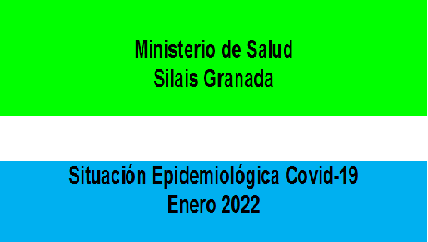 Ministerio de Salud
Silais Granada
Situación Epidemiológica Covid-19
Enero 2022